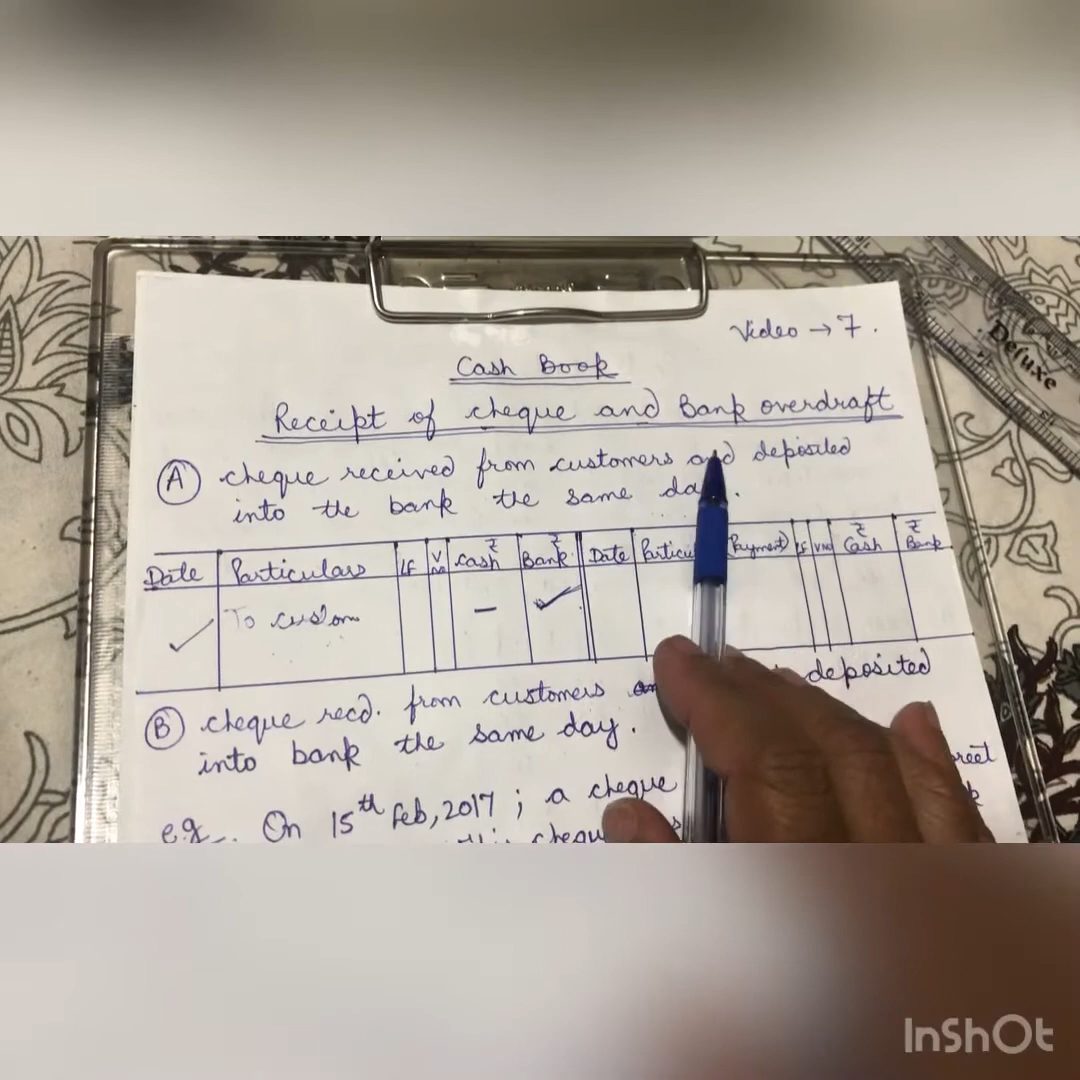 Video → 7.
Cash Book
Receipt of cheque and Bank overdraft
(A) cheque received from customers and deposited
into the bank the same day.
₹ ₹ ₹ ₹
Date Particulars LF V No Cash Bank Date (Payment) LF VNo Cash Bank
✓ To custom – ✓
(B) cheque recd. from customers deposited
into bank the same day.
e.g. On 15th Feb, 2017 ; a cheque
Deluxe
InShOt